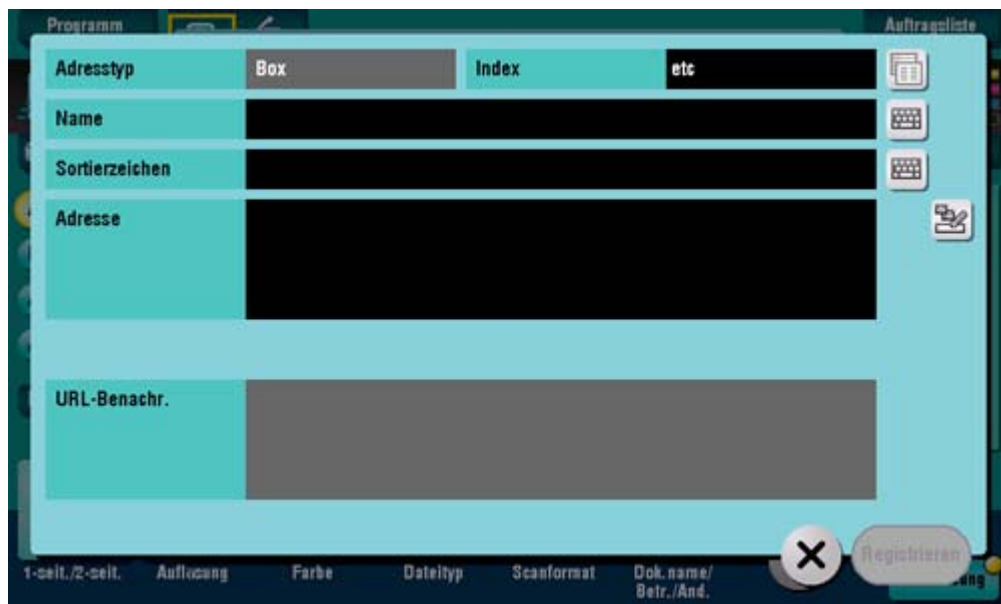 Programm Auftragsliste
Adresstyp Box Index etc
Name
Sortierzeichen
Adresse
URL-Benachr.
Registrieren
1-seit./2-seit. Auflösung Farbe Dateityp Scanformat Dok.name/
Betr./And.